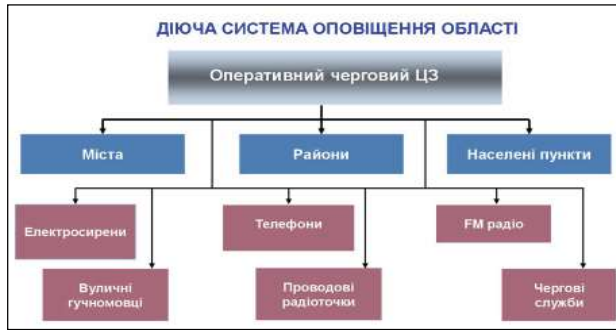 ДІЮЧА СИСТЕМА ОПОВІЩЕННЯ ОБЛАСТІ
Оперативний черговий ЦЗ
Міста
Райони
Населені пункти
Електросирени
Телефони
FM радіо
Вуличні
гучномовці
Проводові
радіоточки
Чергові
служби